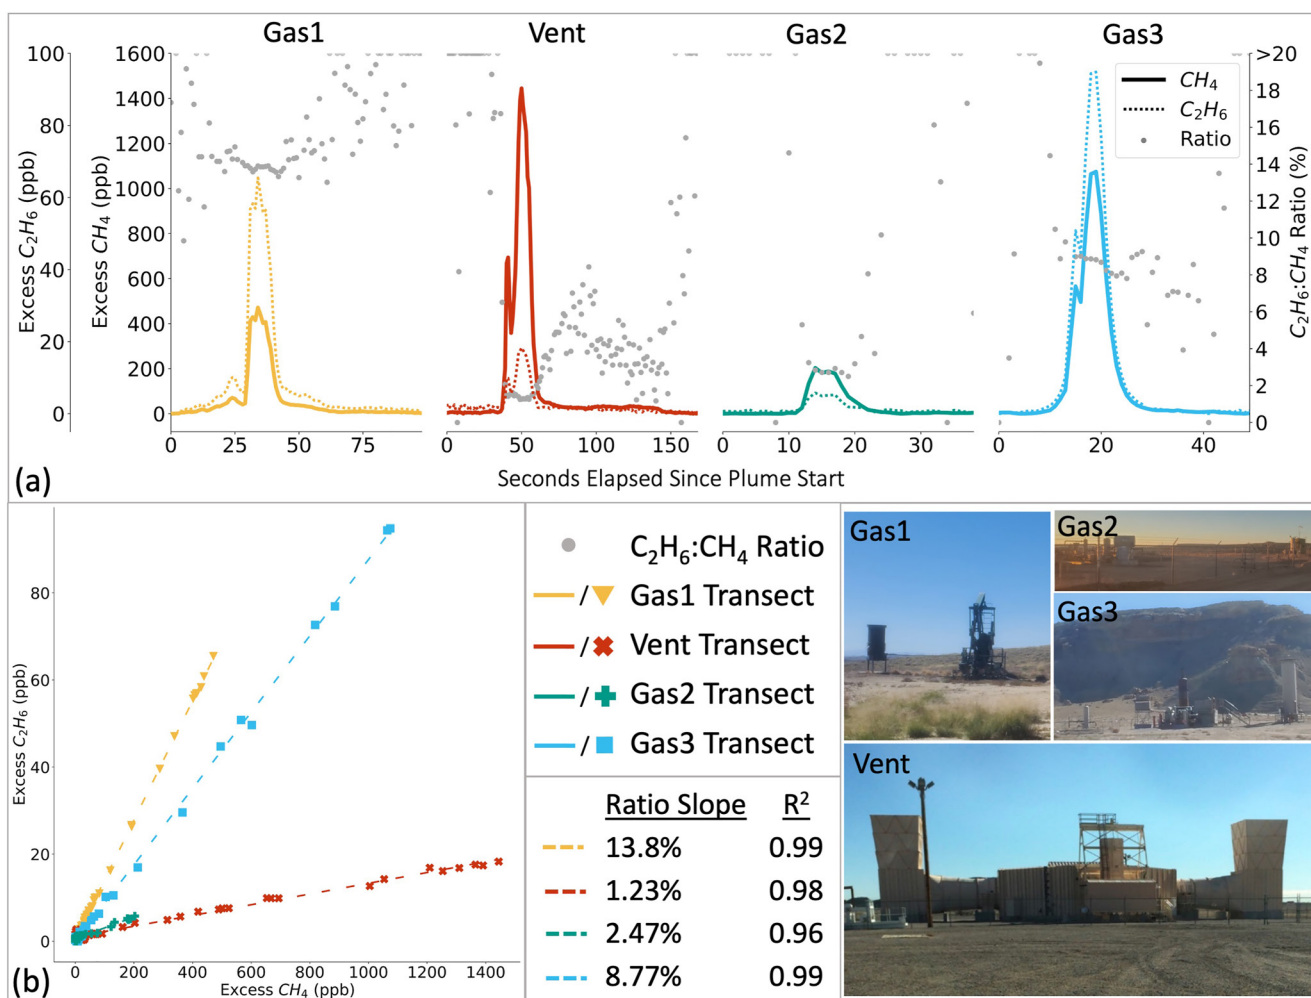 Gas1 Vent Gas2 Gas3
100 1600 >20
1400 18
80 1200 16
1000 14
60 800 12
600 10
40 400 8
20 200 6
0 0 4
2
0
Excess C₂H₆ (ppb)
Excess CH₄ (ppb)
C₂H₆:CH₄ Ratio (%)
CH₄
C₂H₆
Ratio
0 25 50 75 0 50 100 150 0 10 20 30 0 20 40
Seconds Elapsed Since Plume Start
(a)
80
60
40
20
0
Excess C₂H₆ (ppb)
0 200 400 600 800 1000 1200 1400
Excess CH₄ (ppb)
(b)
C₂H₆:CH₄ Ratio
/ Gas1 Transect
/ Vent Transect
/ Gas2 Transect
/ Gas3 Transect
Ratio Slope R²
13.8% 0.99
1.23% 0.98
2.47% 0.96
8.77% 0.99
Gas1
Gas2
Gas3
Vent